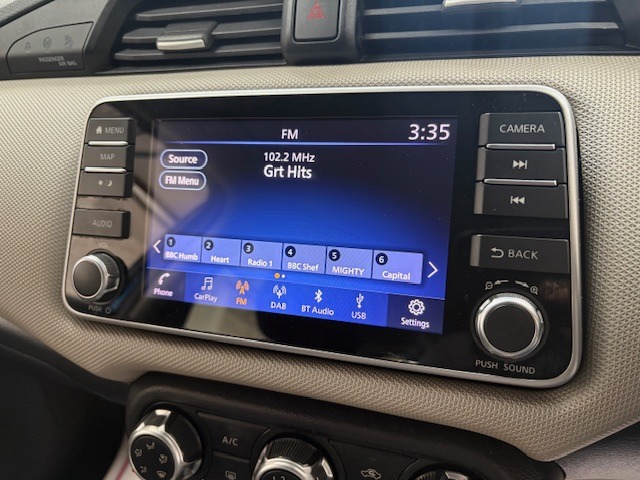 PASSENGER
AIR BAG
MENU
MAP
AUDIO
VOL
PUSH
FM
3:35
Source
FM Menu
102.2 MHz
Grt Hits
1 2 3 4 5 6
BBC Humb Heart Radio 1 BBC Shef MIGHTY Capital
Phone CarPlay FM DAB BT Audio USB Settings
CAMERA
BACK
PUSH SOUND
A/C